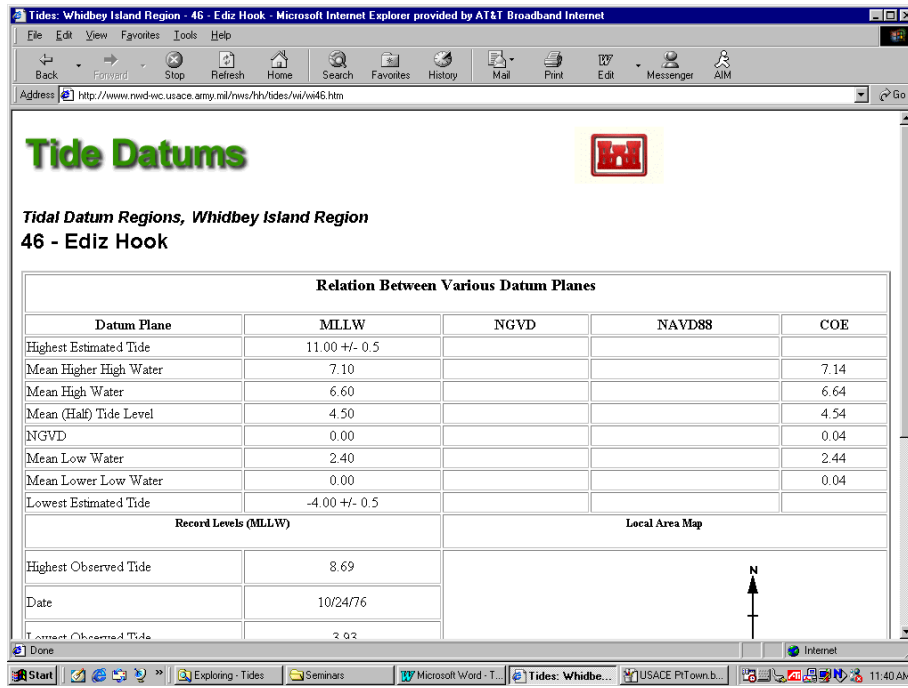 Tides: Whidbey Island Region - 46 - Ediz Hook - Microsoft Internet Explorer provided by AT&T Broadband Internet
File Edit View Favorites Tools Help
Back Forward Stop Refresh Home Search Favorites History Mail Print Edit Messenger AIM
Address http://www.nwd-wc.usace.army.mil/nws/hh/tides/wi/wi46.htm Go
Tide Datums
Tidal Datum Regions, Whidbey Island Region
46 - Ediz Hook
Relation Between Various Datum Planes
Datum Plane MLLW NGVD NAVD88 COE
Highest Estimated Tide 11.00 +/- 0.5
Mean Higher High Water 7.10 7.14
Mean High Water 6.60 6.64
Mean (Half) Tide Level 4.50 4.54
NGVD 0.00 0.04
Mean Low Water 2.40 2.44
Mean Lower Low Water 0.00 0.04
Lowest Estimated Tide -4.00 +/- 0.5
Record Levels (MLLW) Local Area Map
Highest Observed Tide 8.69
N
Date 10/24/76
Lowest Observed Tide 3.93
Done Internet
Start » Exploring - Tides Seminars Microsoft Word - T... Tides: Whidbe... USACE PtTown.b... 11:40 AM